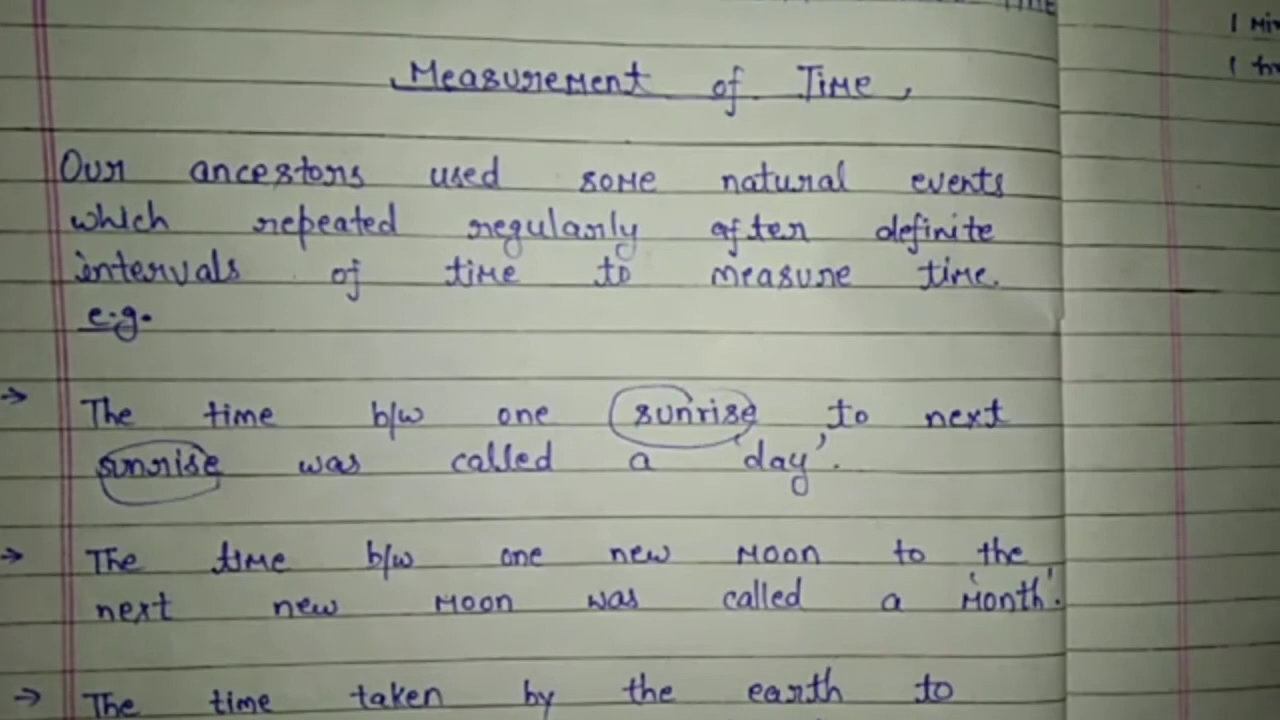 Measurement of Time,
Our ancestors used some natural events
which repeated regularly after definite
intervals of time to measure time.
e.g.
→ The time b/w one sunrise to next
sunrise was called a 'day'.
→ The time b/w one new moon to the
next new moon was called a 'month'.
→ The time taken by the earth to